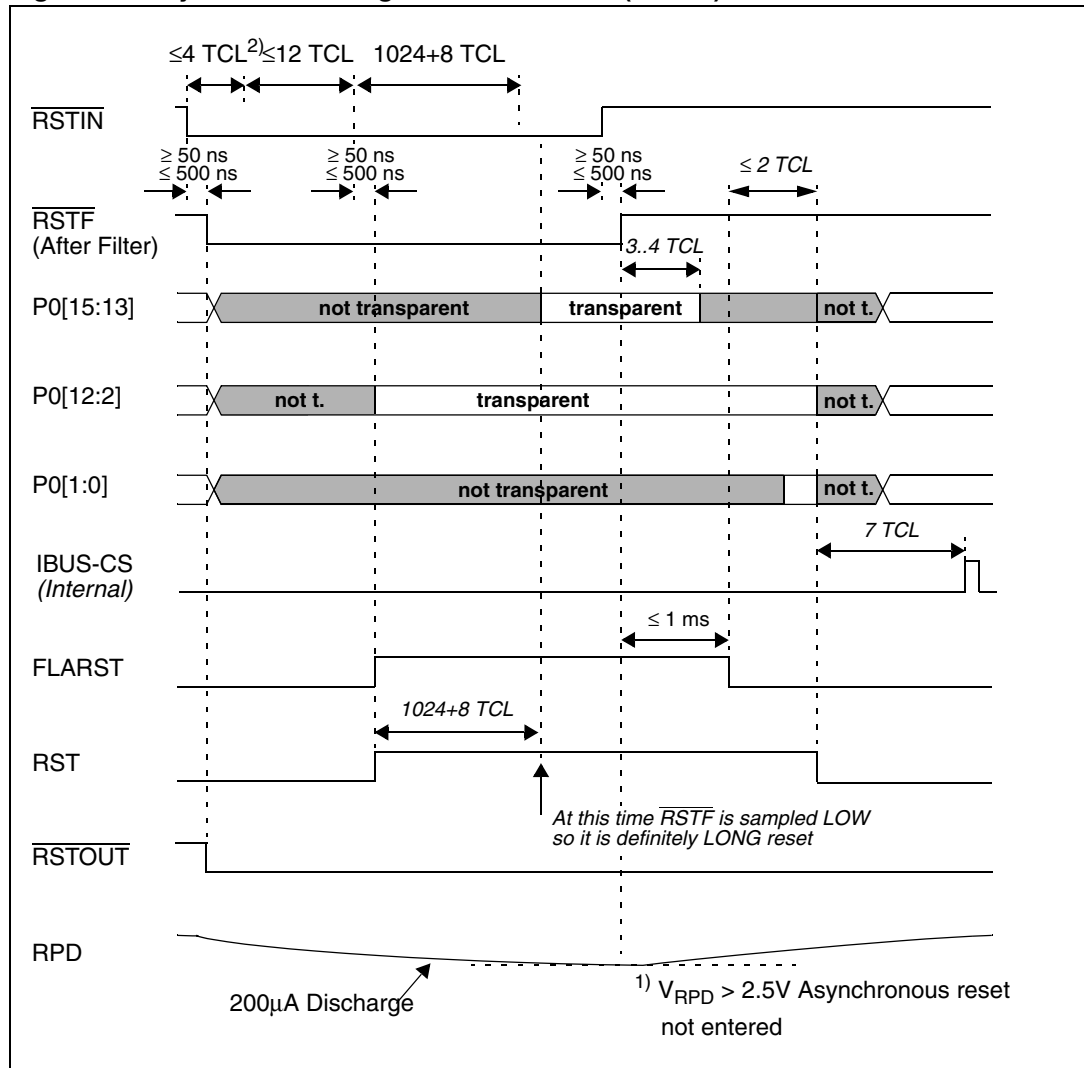 ≤4 TCL2) ≤12 TCL 1024+8 TCL
RSTIN
≥ 50 ns ≥ 50 ns ≥ 50 ns
≤ 500 ns ≤ 500 ns ≤ 500 ns ≤ 2 TCL
RSTF
(After Filter)
3..4 TCL
P0[15:13] not transparent transparent not t.
P0[12:2] not t. transparent not t.
P0[1:0] not transparent not t.
7 TCL
IBUS-CS
(Internal)
≤ 1 ms
FLARST
1024+8 TCL
RST
At this time RSTF is sampled LOW
so it is definitely LONG reset
RSTOUT
RPD
200μA Discharge
1) VRPD > 2.5V Asynchronous reset
not entered